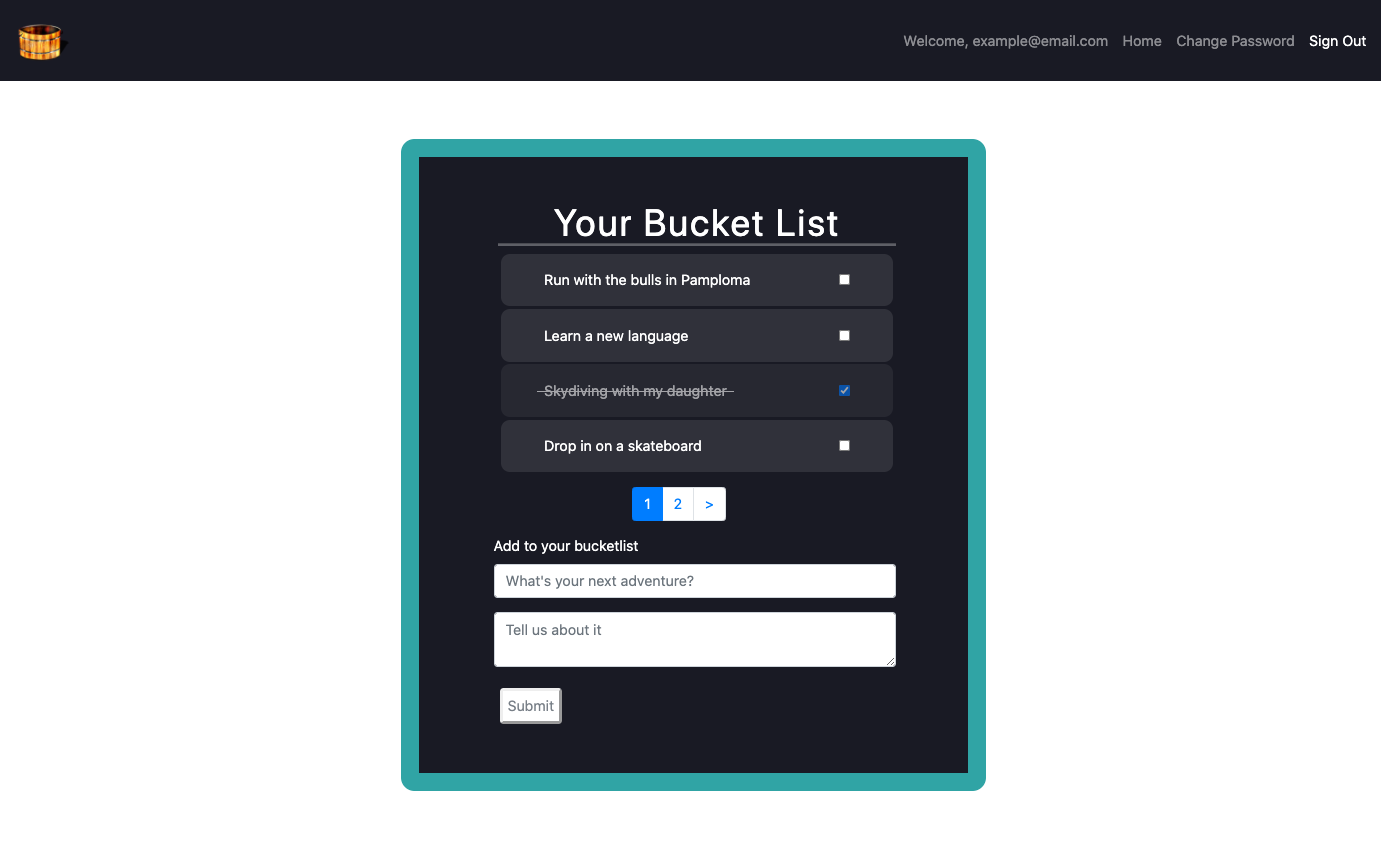 Welcome, example@email.com Home Change Password Sign Out
Your Bucket List
Run with the bulls in Pamploma
Learn a new language
Skydiving with my daughter
Drop in on a skateboard
1 2 >
Add to your bucketlist
What's your next adventure?
Tell us about it
Submit